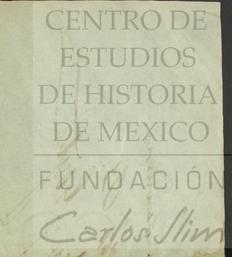 CENTRO DE
ESTUDIOS
DE HISTORIA
DE MEXICO
FUNDACIÓN
Carlos Slim